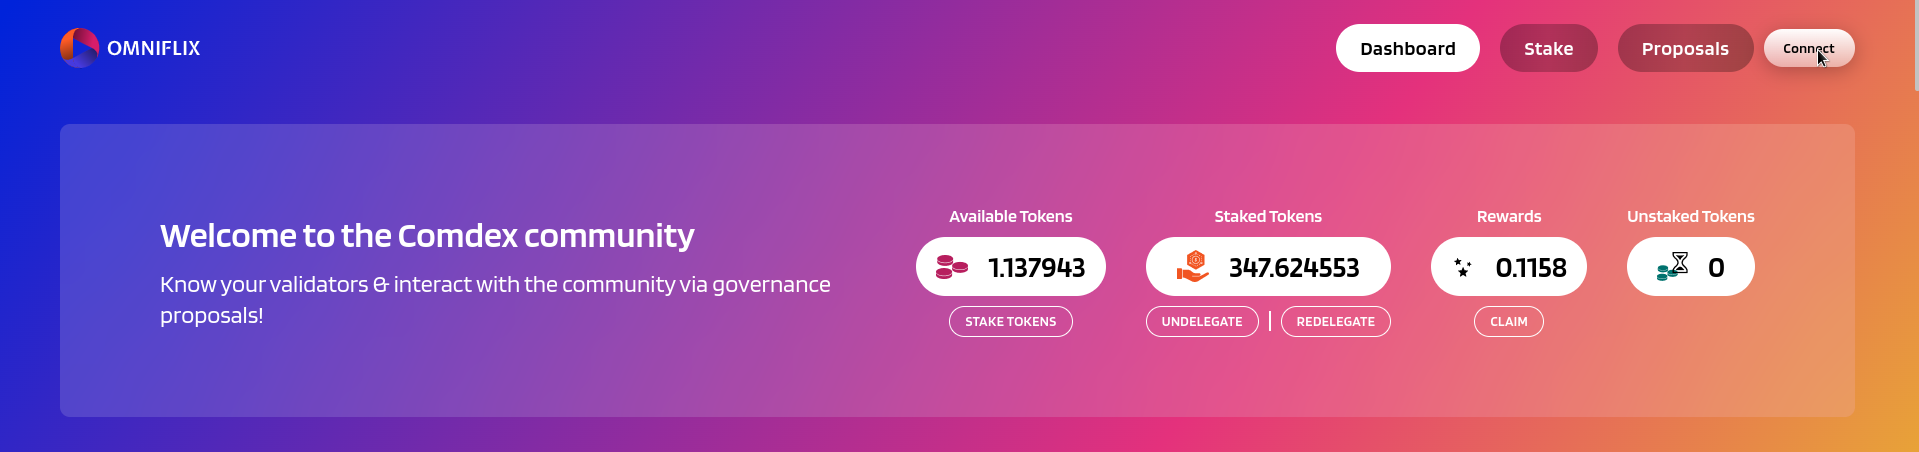 OMNIFLIX
Dashboard
Stake
Proposals
Connect
Welcome to the Comdex community
Know your validators & interact with the community via governance
proposals!
Available Tokens
1.137943
STAKE TOKENS
Staked Tokens
347.624553
UNDELEGATE | REDELEGATE
Rewards
0.1158
CLAIM
Unstaked Tokens
0